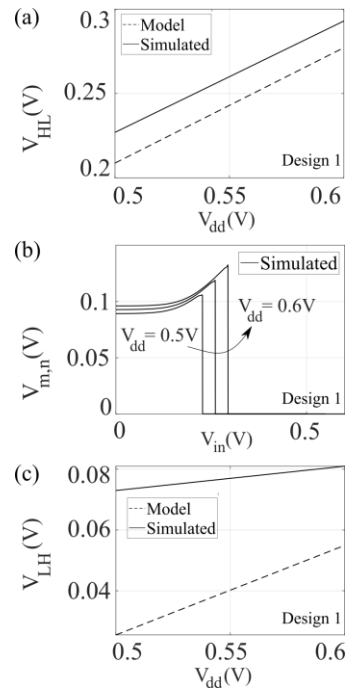 (a)
0.3
Model
Simulated
0.25
V_HL(V)
0.2
Design 1
0.5 0.55 0.6
V_dd(V)
(b)
Simulated
0.1
V_dd= 0.5V
V_dd= 0.6V
0.05
V_m,n(V)
0
Design 1
0 V_in(V) 0.5
(c)
0.08
Model
Simulated
0.06
V_LH(V)
0.04
Design 1
0.5 0.55 0.6
V_dd(V)